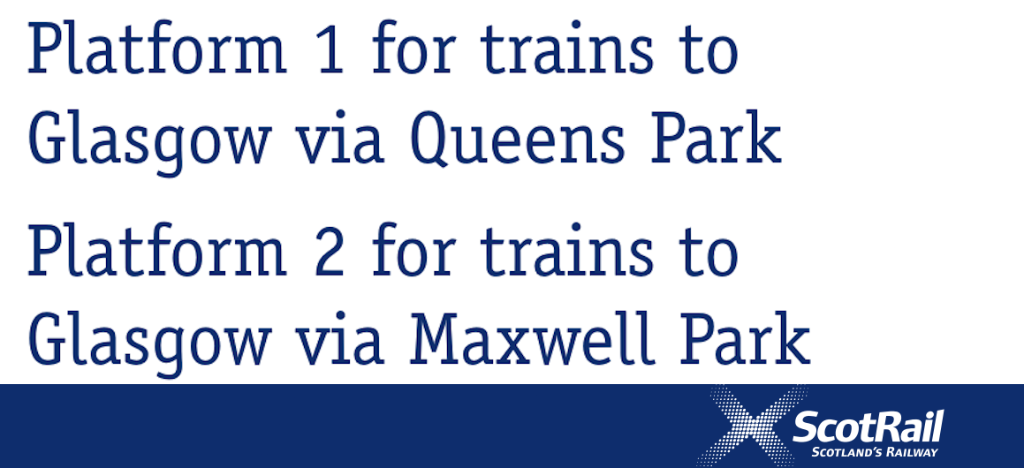 Platform 1 for trains to
Glasgow via Queens Park
Platform 2 for trains to
Glasgow via Maxwell Park
ScotRail
SCOTLAND'S RAILWAY